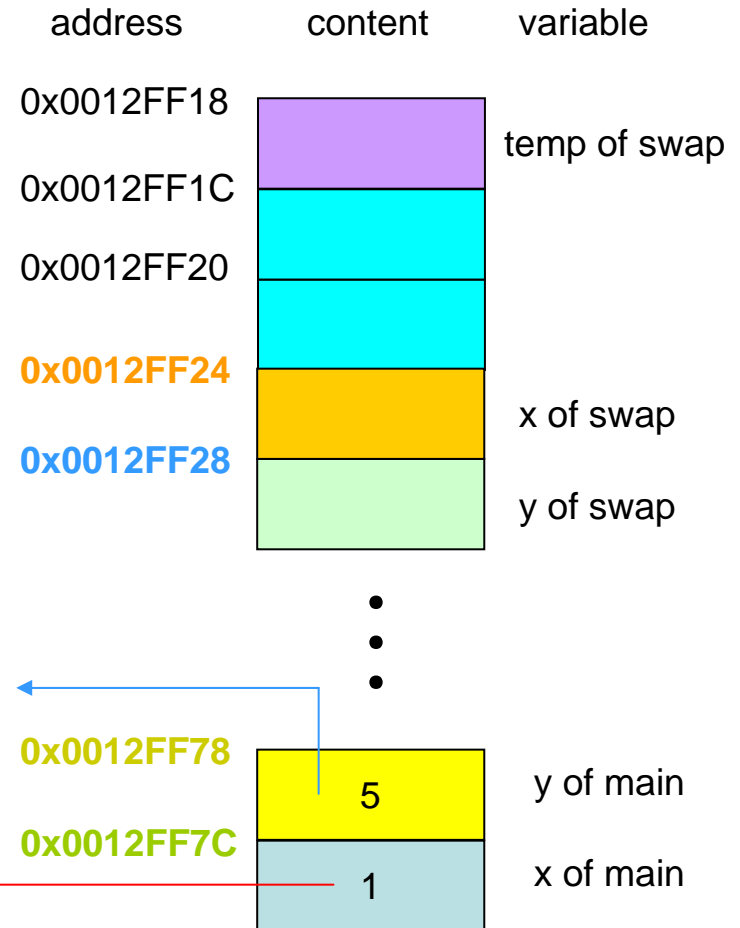 address content variable
0x0012FF18
temp of swap
0x0012FF1C
0x0012FF20
0x0012FF24
x of swap
0x0012FF28
y of swap
0x0012FF78
5 y of main
0x0012FF7C
1 x of main